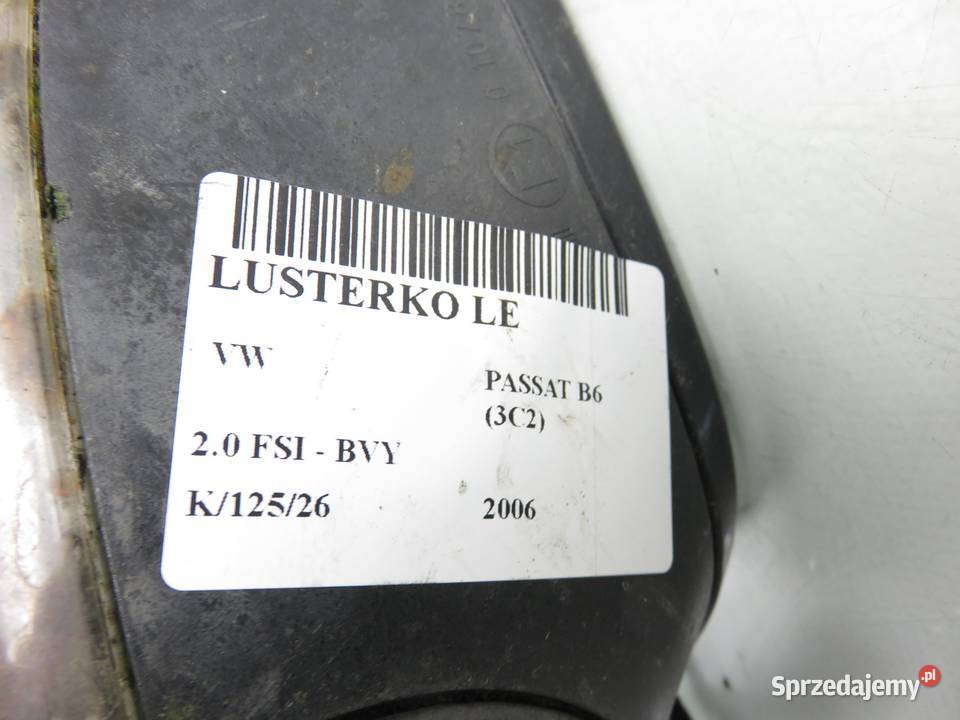 LUSTERKO LE
VW
PASSAT B6
(3C2)
2.0 FSI - BVY
K/125/26
2006
Sprzedajemy.pl